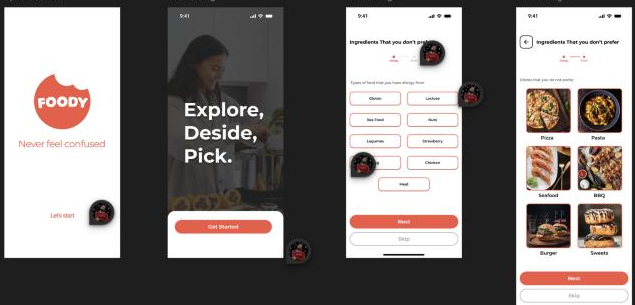 FOODY
Never feel confused
Let's start
9:41
Explore,
Deside,
Pick.
Get Started
9:41
Ingredients That you don't
Types of food that you have allergy from
Gluten
Lactose
Sea Food
Nuts
Legumes
Strawberry
Chicken
Meat
Next
Skip
9:41
Ingredients That you don't prefer
Dishes that you do not prefer
Pizza
Pasta
Seafood
BBQ
Burger
Sweets
Next
Skip